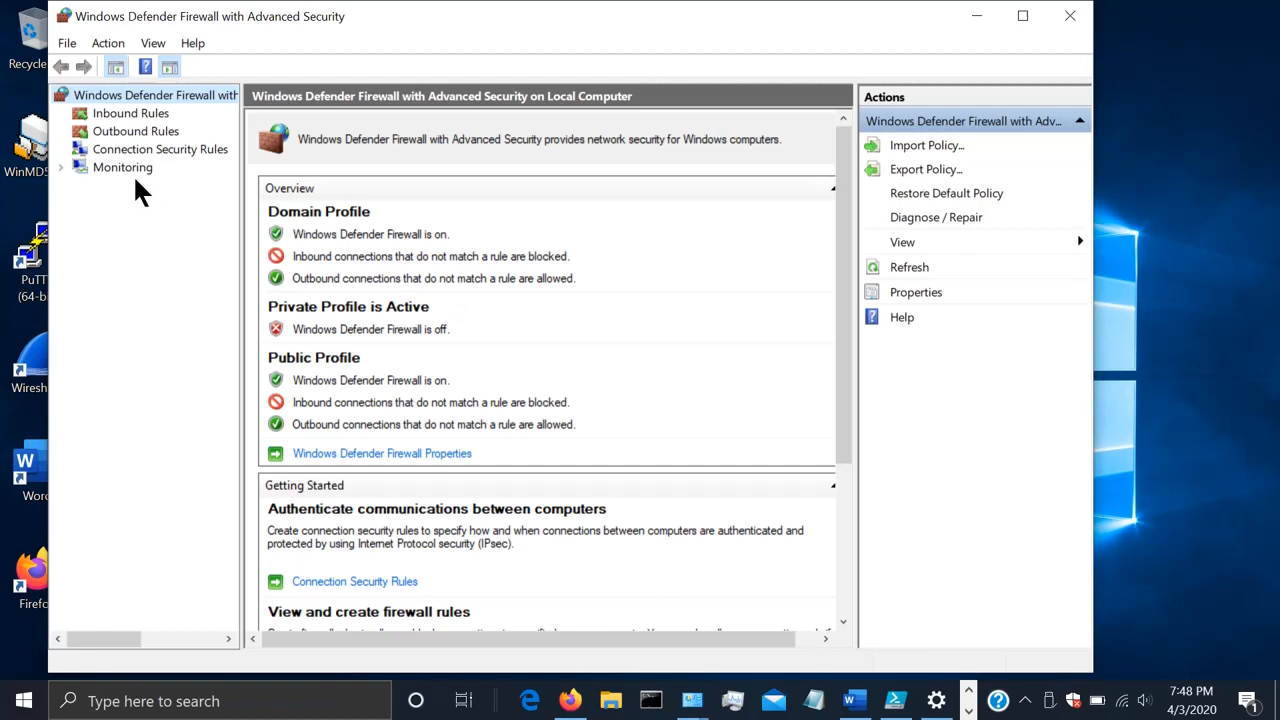 Windows Defender Firewall with Advanced Security
File Action View Help
Recycle
WinMD5
PuTTY
(64-bi
Wiresh
W
Word
Firefo
Windows Defender Firewall with
Inbound Rules
Outbound Rules
Connection Security Rules
Monitoring
Windows Defender Firewall with Advanced Security on Local Computer
Windows Defender Firewall with Advanced Security provides network security for Windows computers.
Overview
Domain Profile
Windows Defender Firewall is on.
Inbound connections that do not match a rule are blocked.
Outbound connections that do not match a rule are allowed.
Private Profile is Active
Windows Defender Firewall is off.
Public Profile
Windows Defender Firewall is on.
Inbound connections that do not match a rule are blocked.
Outbound connections that do not match a rule are allowed.
Windows Defender Firewall Properties
Getting Started
Authenticate communications between computers
Create connection security rules to specify how and when connections between computers are authenticated and
protected by using Internet Protocol security (IPsec).
Connection Security Rules
View and create firewall rules
Actions
Windows Defender Firewall with Adv...
Import Policy...
Export Policy...
Restore Default Policy
Diagnose / Repair
View
Refresh
Properties
Help
Type here to search
7:48 PM
4/3/2020
1